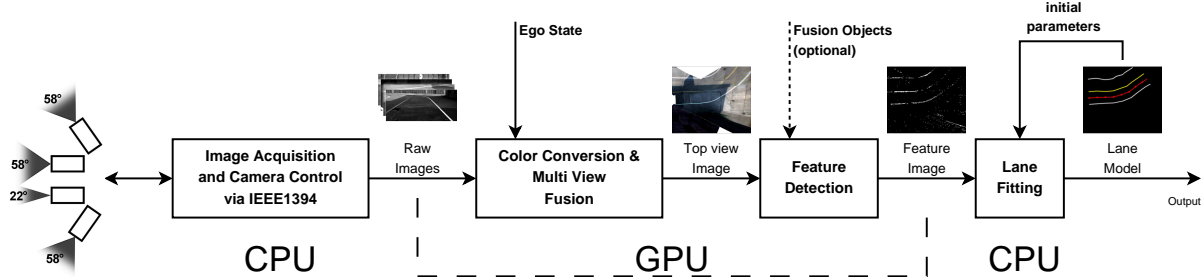 58°
58°
22°
58°
Image Acquisition
and Camera Control
via IEEE1394
CPU
Raw
Images
Ego State
Color Conversion &
Multi View
Fusion
GPU
Top view
Image
Fusion Objects
(optional)
Feature
Detection
Feature
Image
initial
parameters
Lane
Fitting
CPU
Lane
Model
Output